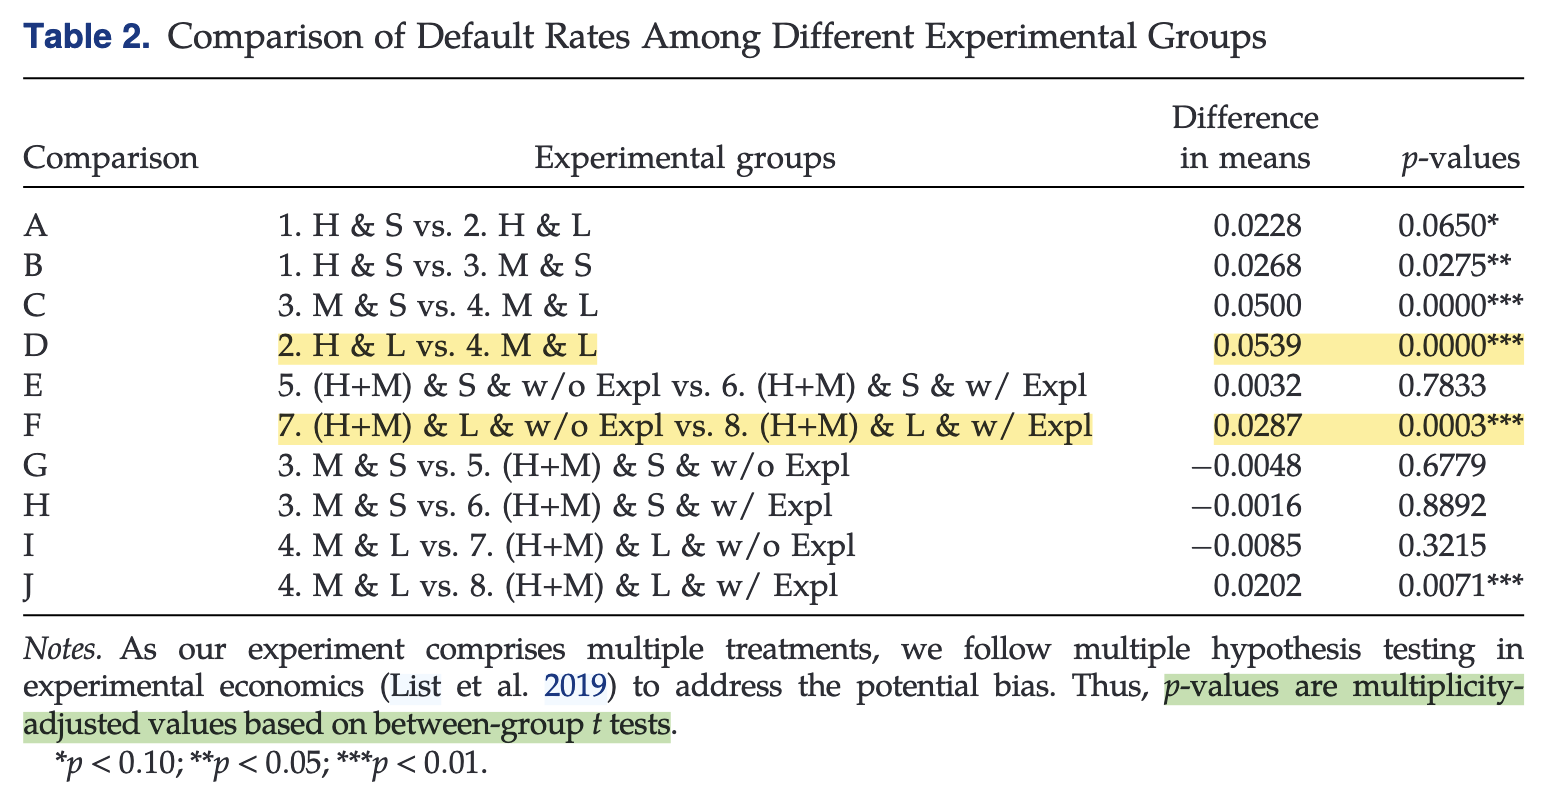 Table 2. Comparison of Default Rates Among Different Experimental Groups
Difference
Comparison Experimental groups in means p-values
A 1. H & S vs. 2. H & L 0.0228 0.0650*
B 1. H & S vs. 3. M & S 0.0268 0.0275**
C 3. M & S vs. 4. M & L 0.0500 0.0000***
D 2. H & L vs. 4. M & L 0.0539 0.0000***
E 5. (H+M) & S & w/o Expl vs. 6. (H+M) & S & w/ Expl 0.0032 0.7833
F 7. (H+M) & L & w/o Expl vs. 8. (H+M) & L & w/ Expl 0.0287 0.0003***
G 3. M & S vs. 5. (H+M) & S & w/o Expl −0.0048 0.6779
H 3. M & S vs. 6. (H+M) & S & w/ Expl −0.0016 0.8892
I 4. M & L vs. 7. (H+M) & L & w/o Expl −0.0085 0.3215
J 4. M & L vs. 8. (H+M) & L & w/ Expl 0.0202 0.0071***
Notes. As our experiment comprises multiple treatments, we follow multiple hypothesis testing in
experimental economics (List et al. 2019) to address the potential bias. Thus, p-values are multiplicity-
adjusted values based on between-group t tests.
*p < 0.10; **p < 0.05; ***p < 0.01.